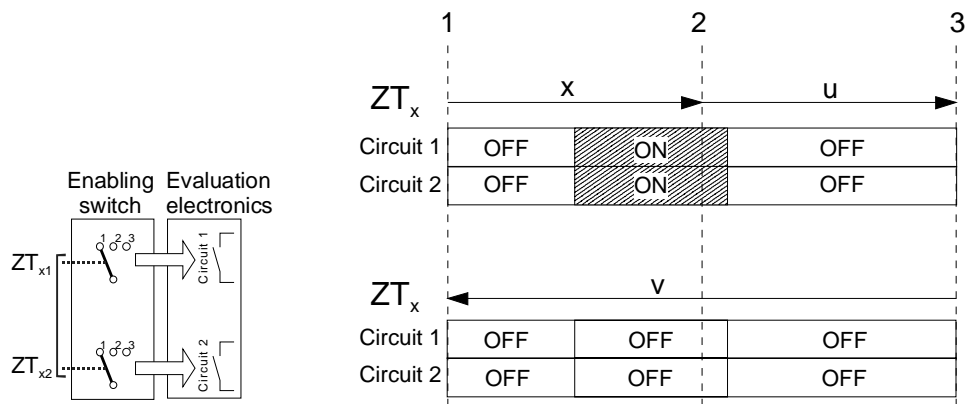 1 2 3
x u
ZTx
Circuit 1 OFF ON OFF
Circuit 2 OFF ON OFF
Enabling switch
Evaluation electronics
1 2 3
ZTx1
Circuit 1
1 2 3
ZTx2
Circuit 2
v
ZTx
Circuit 1 OFF OFF OFF
Circuit 2 OFF OFF OFF